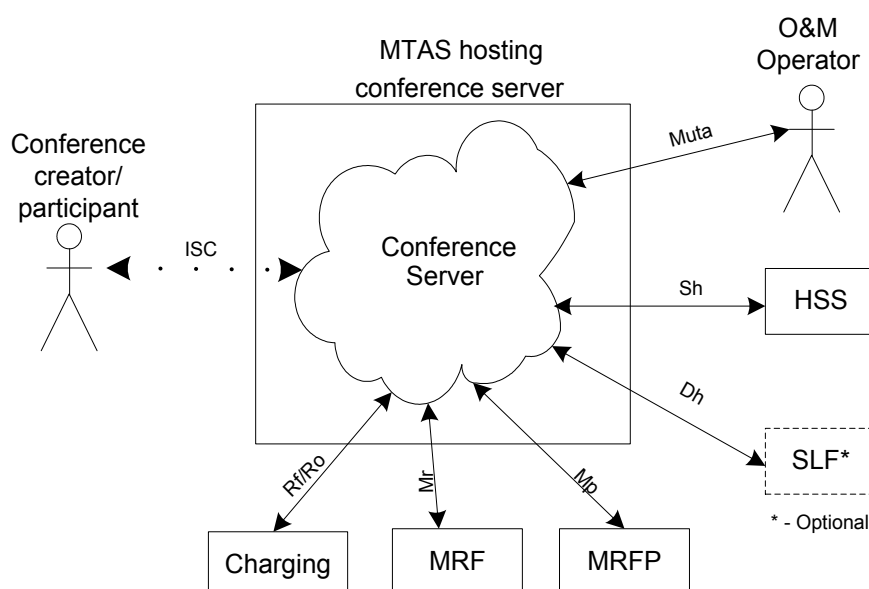 MTAS hosting
conference server
O&M
Operator
Conference
creator/
participant
Muta
ISC
Conference
Server
Sh
HSS
Dh
SLF*
* - Optional
Rf/Ro
Mr
Mp
Charging
MRF
MRFP